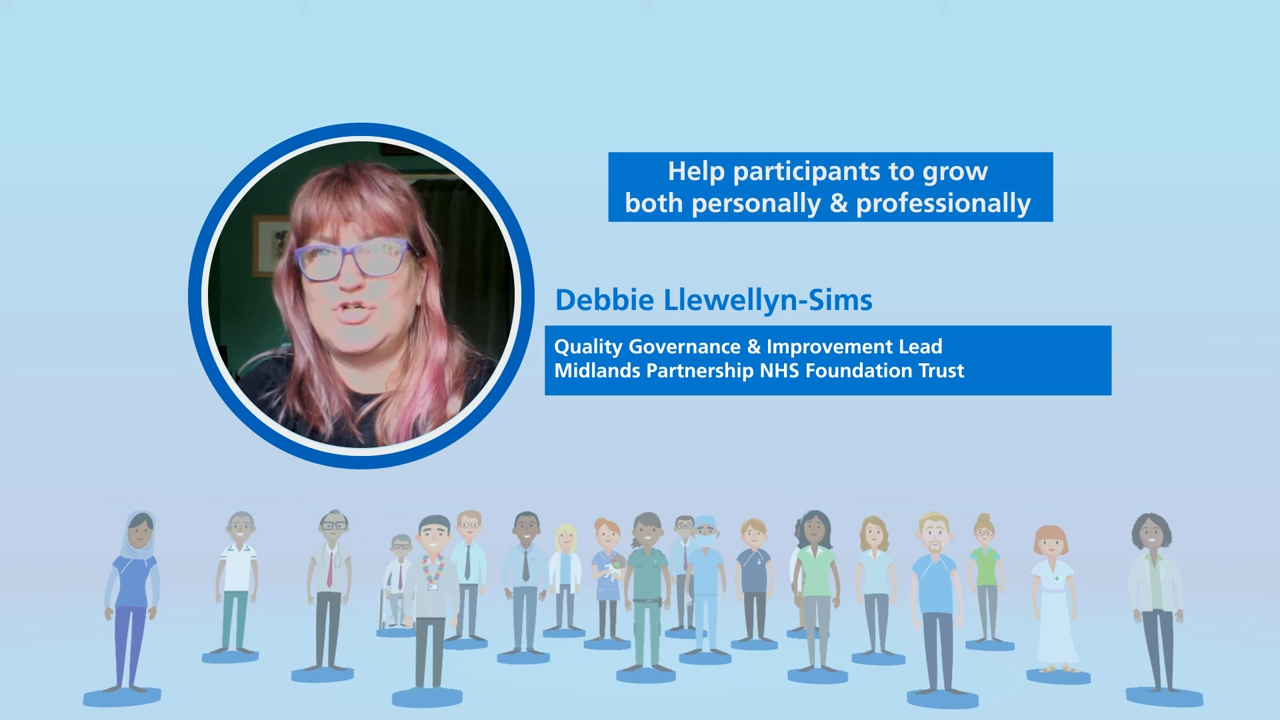 Help participants to grow
both personally & professionally
Debbie Llewellyn-Sims
Quality Governance & Improvement Lead
Midlands Partnership NHS Foundation Trust